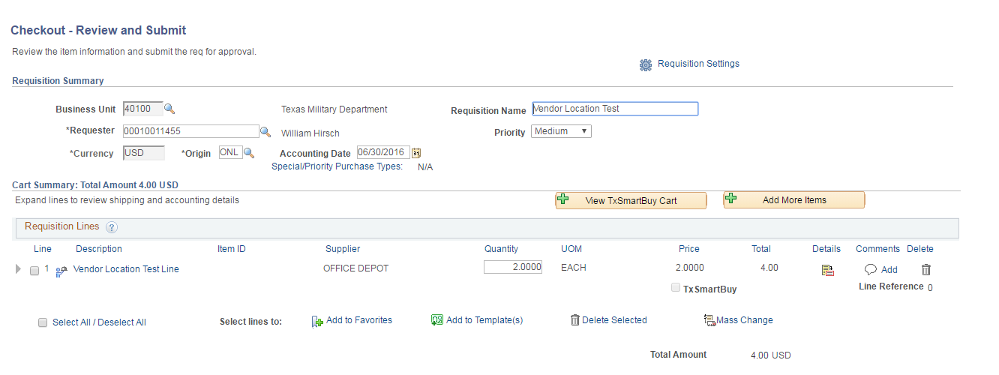 Checkout - Review and Submit
Review the item information and submit the req for approval.
Requisition Settings
Requisition Summary
Business Unit 40100 Texas Military Department Requisition Name Vendor Location Test
*Requester 00010011455 William Hirsch Priority Medium
*Currency USD *Origin ONL Accounting Date 06/30/2016 31
Special/Priority Purchase Types: N/A
Cart Summary: Total Amount 4.00 USD
Expand lines to review shipping and accounting details View TxSmartBuy Cart Add More Items
Requisition Lines ?
Line Description Item ID Supplier Quantity UOM Price Total Details Comments Delete
1 Vendor Location Test Line OFFICE DEPOT 2.0000 EACH 2.0000 4.00 Add
TxSmartBuy Line Reference 0
Select All / Deselect All Select lines to: Add to Favorites Add to Template(s) Delete Selected Mass Change
Total Amount 4.00 USD